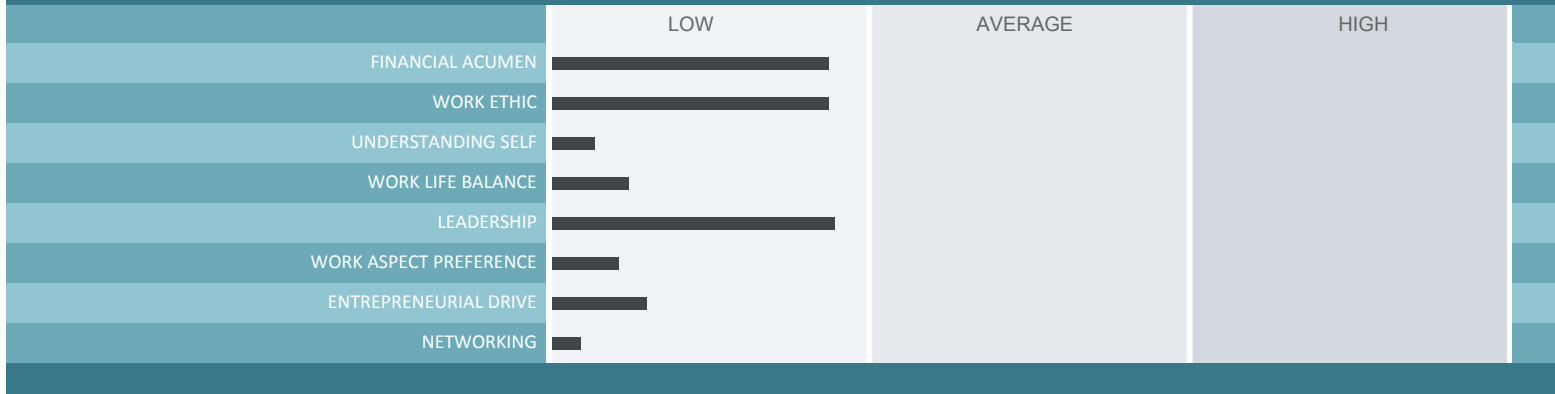 LOW AVERAGE HIGH
FINANCIAL ACUMEN
WORK ETHIC
UNDERSTANDING SELF
WORK LIFE BALANCE
LEADERSHIP
WORK ASPECT PREFERENCE
ENTREPRENEURIAL DRIVE
NETWORKING